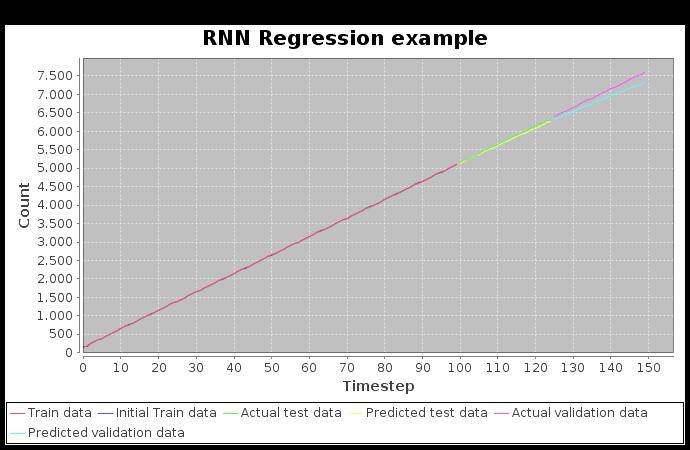 RNN Regression example
7.500
7.000
6.500
6.000
5.500
5.000
4.500
4.000
3.500
3.000
2.500
2.000
1.500
1.000
500
0
Count
0 10 20 30 40 50 60 70 80 90 100 110 120 130 140 150
Timestep
Train data Initial Train data Actual test data Predicted test data Actual validation data
Predicted validation data